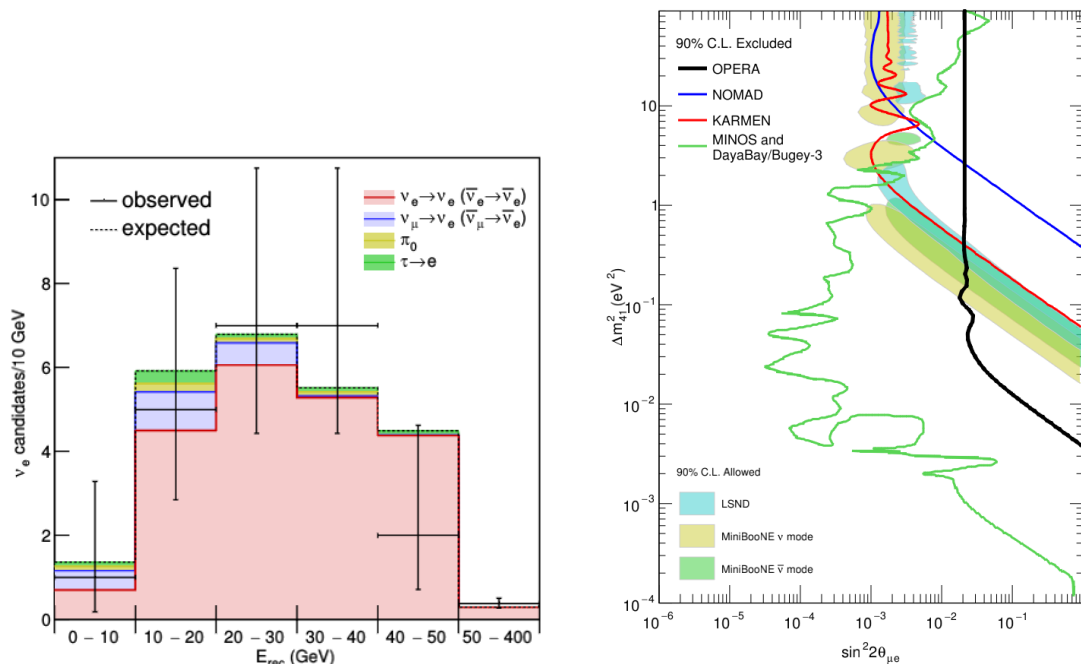 observed
expected
νe→νe (ν̅e→ν̅e)
νμ→νe (ν̅μ→ν̅e)
π0
τ→e
10
8
6
4
2
0
νe candidates/10 GeV
0 – 10
10 – 20
20 – 30
30 – 40
40 – 50
50 – 400
Erec (GeV)
90% C.L. Excluded
OPERA
NOMAD
KARMEN
MINOS and
DayaBay/Bugey-3
10
1
10⁻¹
10⁻²
10⁻³
10⁻⁴
Δm²41 (eV²)
90% C.L. Allowed
LSND
MiniBooNE ν mode
MiniBooNE ν̅ mode
10⁻⁶
10⁻⁵
10⁻⁴
10⁻³
10⁻²
10⁻¹
1
sin²2θμe